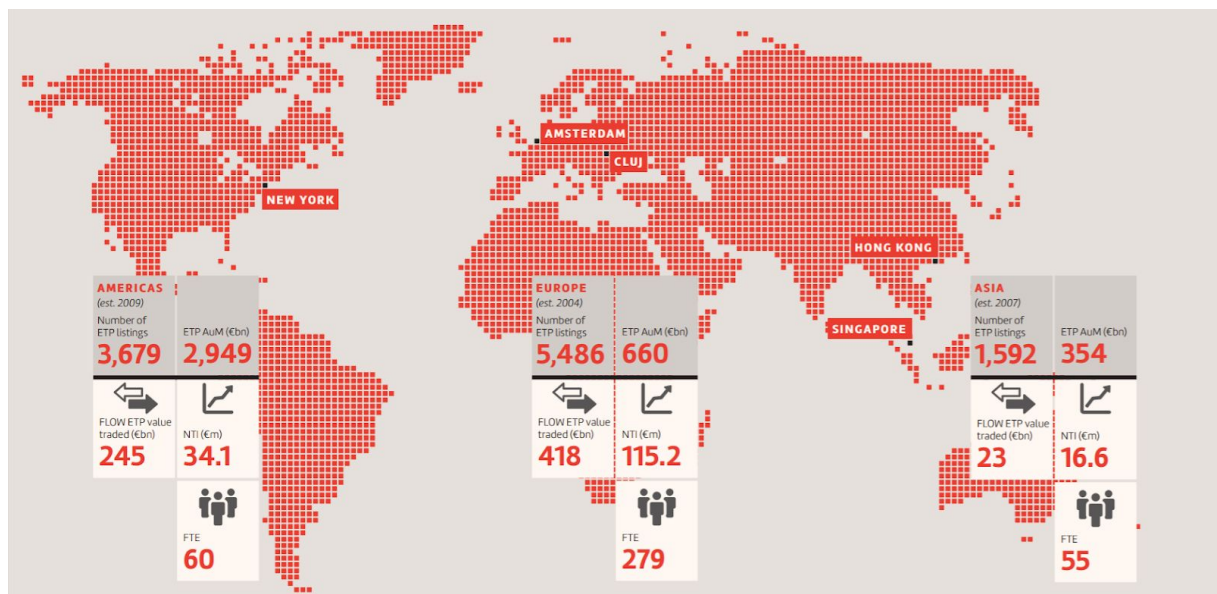 AMSTERDAM
CLUJ
NEW YORK
HONG KONG
SINGAPORE
AMERICAS
(est. 2009)
Number of
ETP listings
3,679
ETP AuM (€bn)
2,949
FLOW ETP value
traded (€bn)
245
NTI (€m)
34.1
FTE
60
EUROPE
(est. 2004)
Number of
ETP listings
5,486
ETP AuM (€bn)
660
FLOW ETP value
traded (€bn)
418
NTI (€m)
115.2
FTE
279
ASIA
(est. 2007)
Number of
ETP listings
1,592
ETP AuM (€bn)
354
FLOW ETP value
traded (€bn)
23
NTI (€m)
16.6
FTE
55